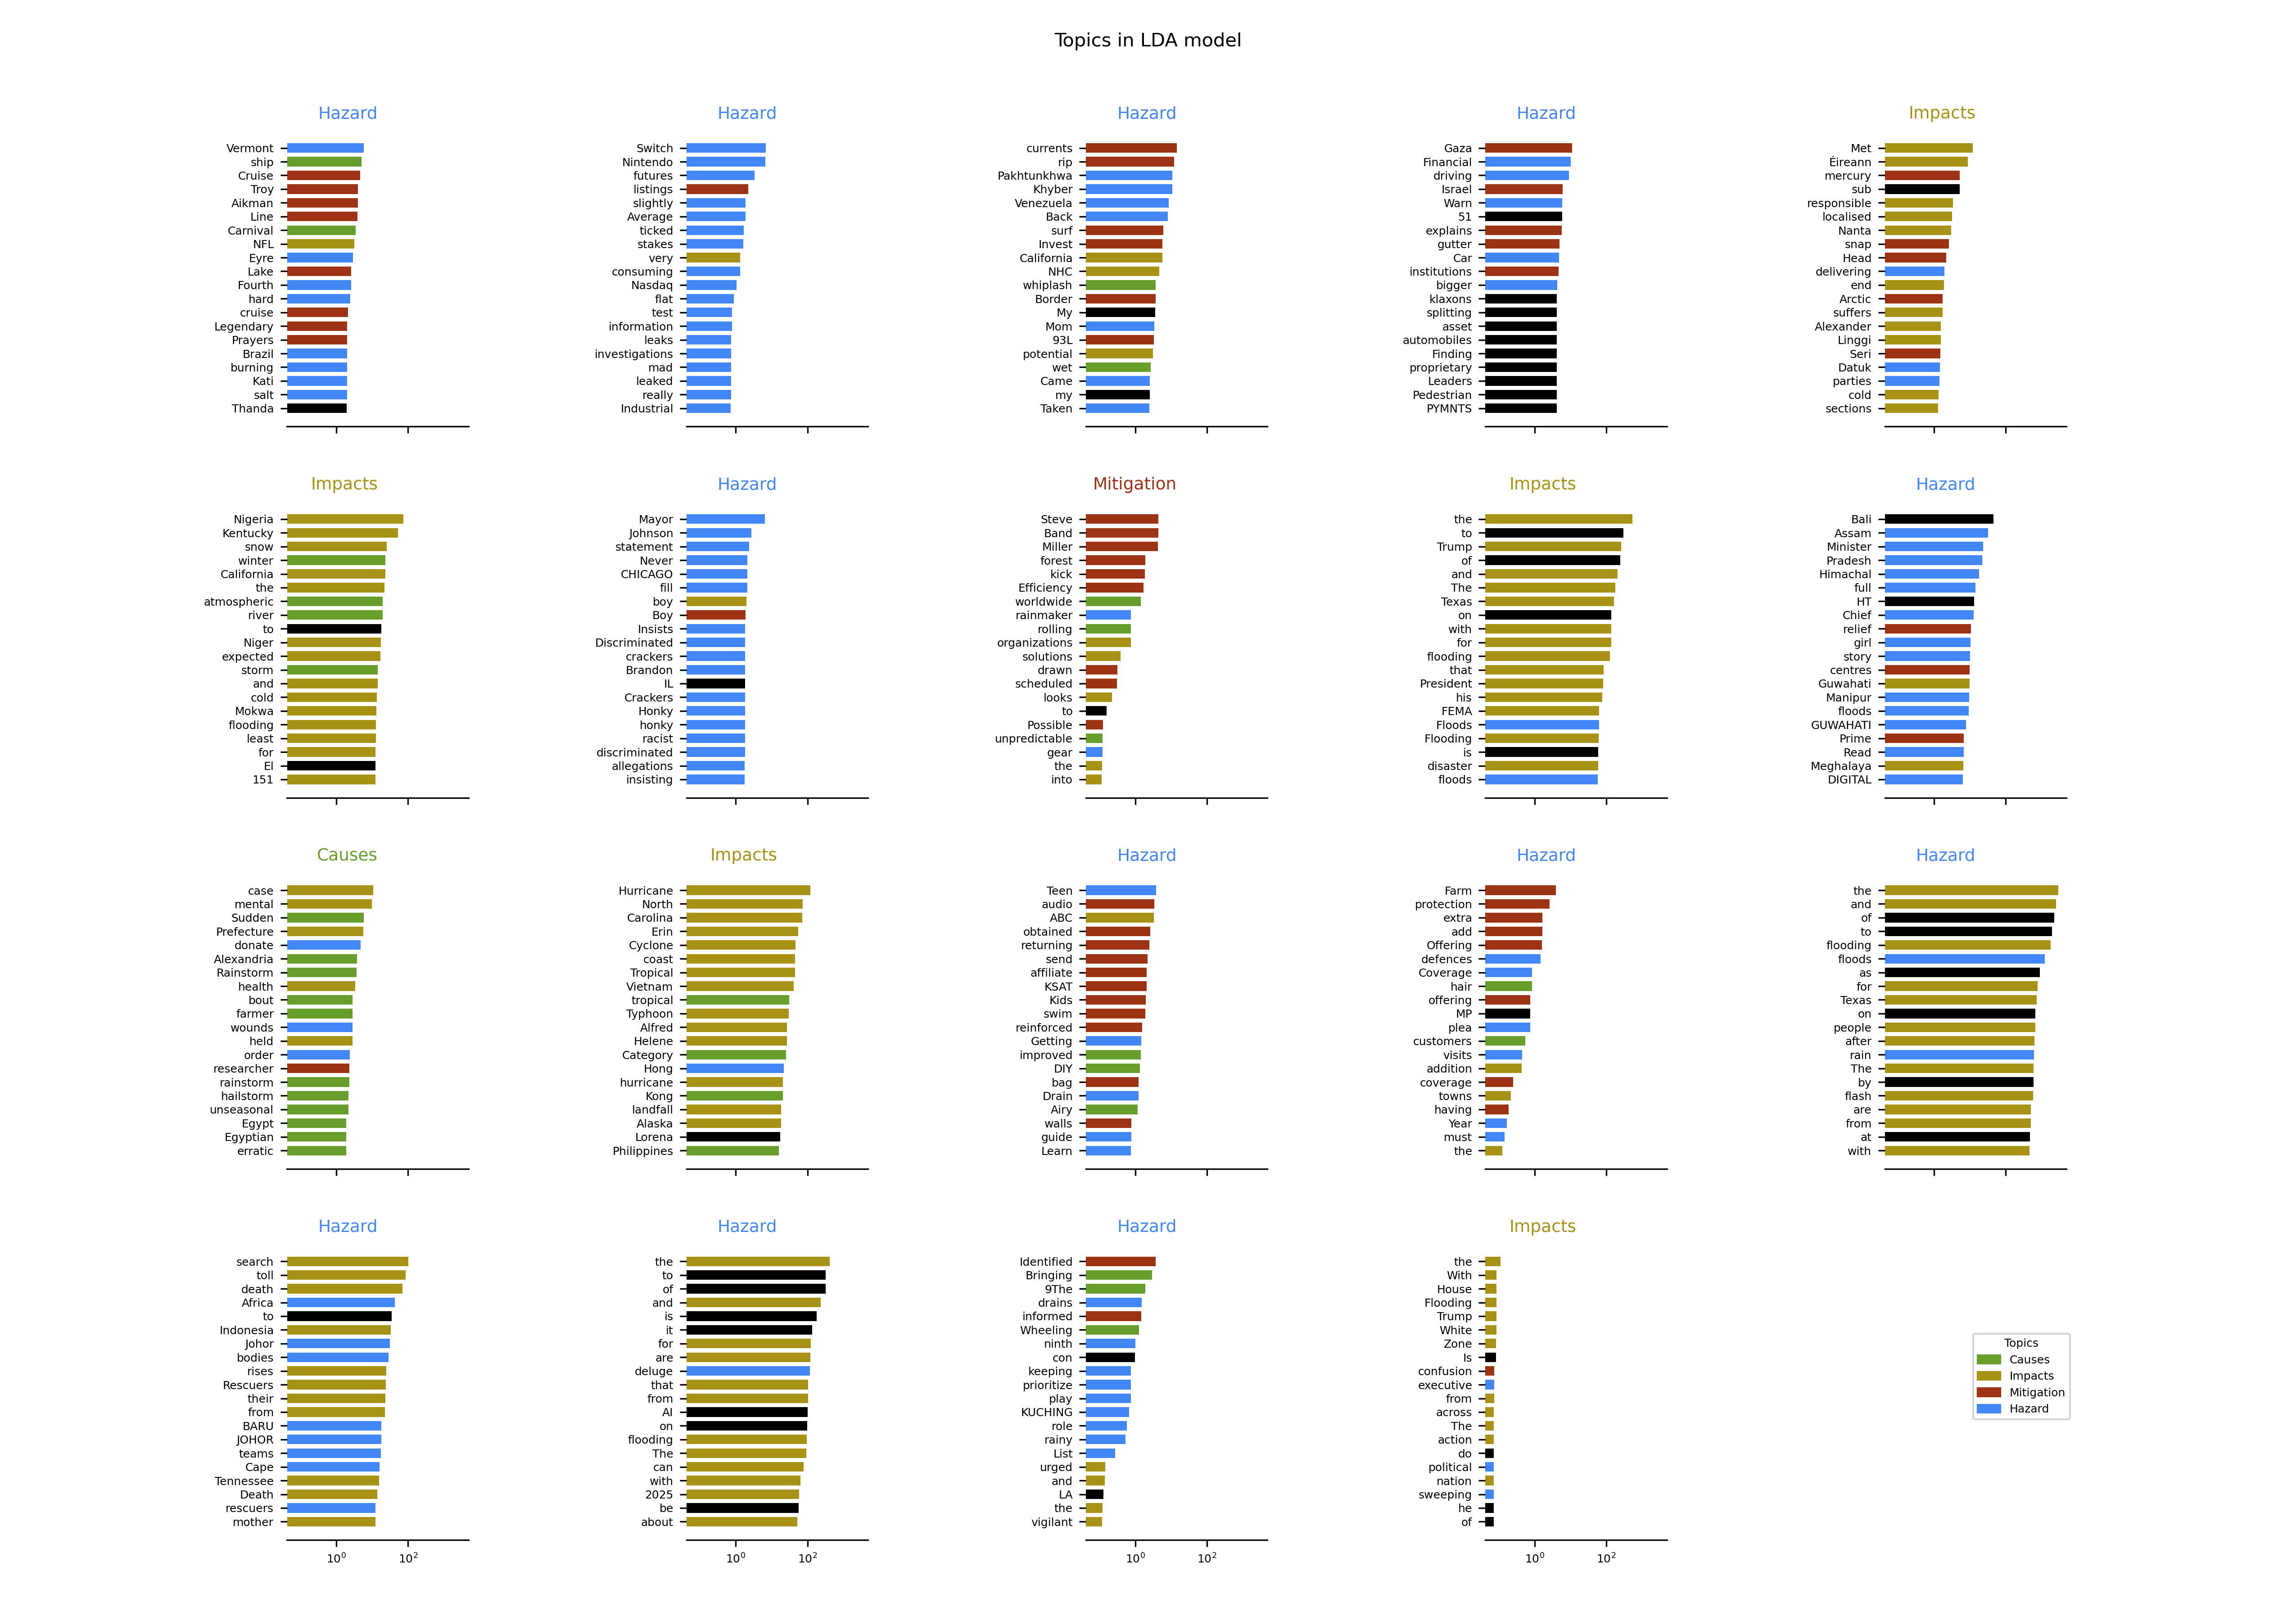 Topics in LDA model
Hazard
Vermont
ship
Cruise
Troy
Aikman
Line
Carnival
NFL
Eyre
Lake
Fourth
hard
cruise
Legendary
Prayers
Brazil
burning
Kati
salt
Thanda
Hazard
Switch
Nintendo
futures
listings
slightly
Average
ticked
stakes
very
consuming
Nasdaq
flat
test
information
leaks
investigations
mad
leaked
really
Industrial
Hazard
currents
rip
Pakhtunkhwa
Khyber
Venezuela
Back
surf
Invest
California
NHC
whiplash
Border
My
Mom
93L
potential
wet
Came
my
Taken
Hazard
Gaza
Financial
driving
Israel
Warn
51
explains
gutter
Car
institutions
bigger
klaxons
splitting
asset
automobiles
Finding
proprietary
Leaders
Pedestrian
PYMNTS
Impacts
Met
Éireann
mercury
sub
responsible
localised
Nanta
snap
Head
delivering
end
Arctic
suffers
Alexander
Linggi
Seri
Datuk
parties
cold
sections
Impacts
Nigeria
Kentucky
snow
winter
California
the
atmospheric
river
to
Niger
expected
storm
and
cold
Mokwa
flooding
least
for
El
151
Hazard
Mayor
Johnson
statement
Never
CHICAGO
fill
boy
Boy
Insists
Discriminated
crackers
Brandon
IL
Crackers
Honky
honky
racist
discriminated
allegations
insisting
Mitigation
Steve
Band
Miller
forest
kick
Efficiency
worldwide
rainmaker
rolling
organizations
solutions
drawn
scheduled
looks
to
Possible
unpredictable
gear
the
into
Impacts
the
to
Trump
of
and
The
Texas
on
with
for
flooding
that
President
his
FEMA
Floods
Flooding
is
disaster
floods
Hazard
Bali
Assam
Minister
Pradesh
Himachal
full
HT
Chief
relief
girl
story
centres
Guwahati
Manipur
floods
GUWAHATI
Prime
Read
Meghalaya
DIGITAL
Causes
case
mental
Sudden
Prefecture
donate
Alexandria
Rainstorm
health
bout
farmer
wounds
held
order
researcher
rainstorm
hailstorm
unseasonal
Egypt
Egyptian
erratic
Impacts
Hurricane
North
Carolina
Erin
Cyclone
coast
Tropical
Vietnam
tropical
Typhoon
Alfred
Helene
Category
Hong
hurricane
Kong
landfall
Alaska
Lorena
Philippines
Hazard
Teen
audio
ABC
obtained
returning
send
affiliate
KSAT
Kids
swim
reinforced
Getting
improved
DIY
bag
Drain
Airy
walls
guide
Learn
Hazard
Farm
protection
extra
add
Offering
defences
Coverage
hair
offering
MP
plea
customers
visits
addition
coverage
towns
having
Year
must
the
Hazard
the
and
of
to
flooding
floods
as
for
Texas
on
people
after
rain
The
by
flash
are
from
at
with
Hazard
search
toll
death
Africa
to
Indonesia
Johor
bodies
rises
Rescuers
their
from
BARU
JOHOR
teams
Cape
Tennessee
Death
rescuers
mother
10^0 10^2
Hazard
the
to
of
and
is
it
for
are
deluge
that
from
AI
on
flooding
The
can
with
2025
be
about
10^0 10^2
Hazard
Identified
Bringing
9The
drains
informed
Wheeling
ninth
con
keeping
prioritize
play
KUCHING
role
rainy
List
urged
and
LA
the
vigilant
10^0 10^2
Impacts
the
With
House
Flooding
Trump
White
Zone
Is
confusion
executive
from
across
The
action
do
political
nation
sweeping
he
of
10^0 10^2
Topics
Causes
Impacts
Mitigation
Hazard